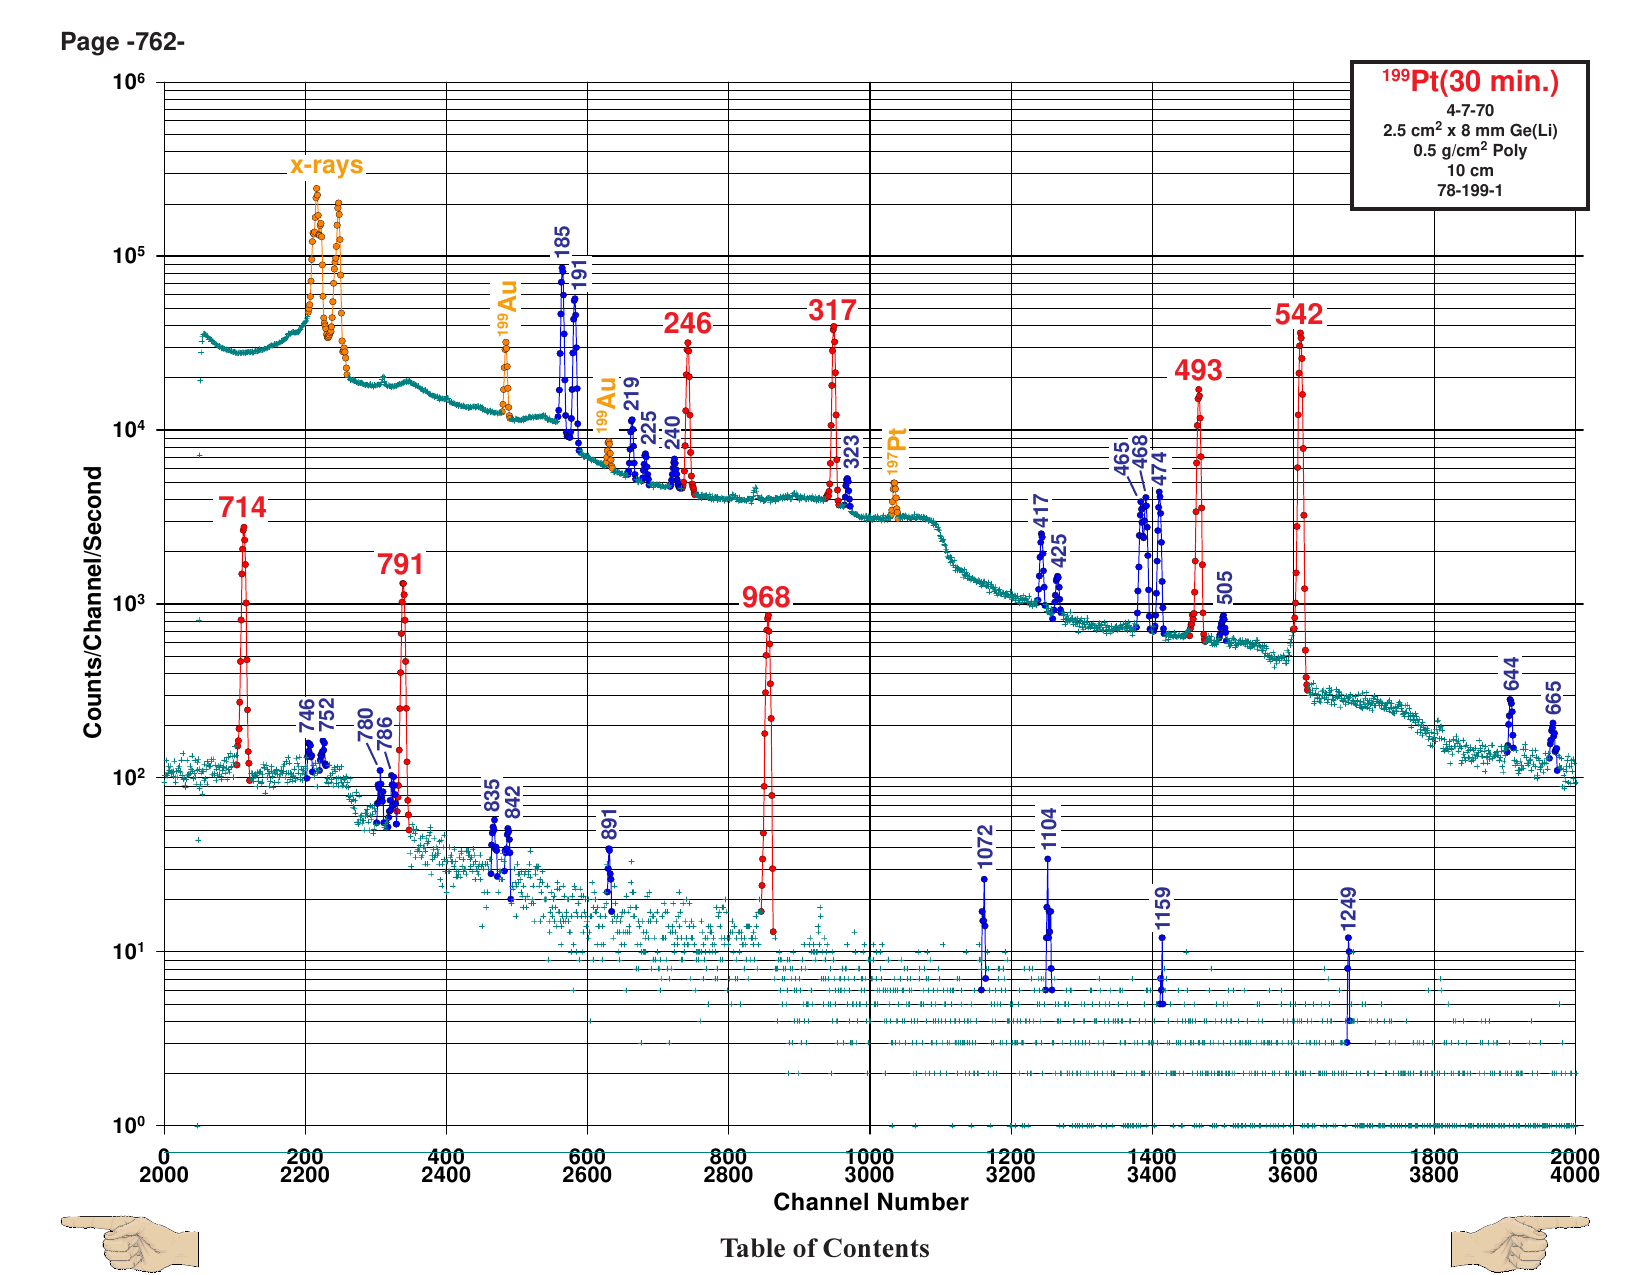 Page -762-
¹⁹⁹Pt(30 min.)
4-7-70
2.5 cm² x 8 mm Ge(Li)
0.5 g/cm² Poly
10 cm
78-199-1
10⁶
10⁵
10⁴
10³
10²
10¹
10⁰
Counts/Channel/Second
x-rays
¹⁹⁹Au
185
191
¹⁹⁹Au
219
225
240
246
317
323
¹⁹⁷Pt
417
425
465
468
474
493
505
542
644
665
714
746
752
780
786
791
835
842
891
968
1072
1104
1159
1249
0 200 400 600 800 1000 1200 1400 1600 1800 2000
2000 2200 2400 2600 2800 3000 3200 3400 3600 3800 4000
Channel Number
Table of Contents